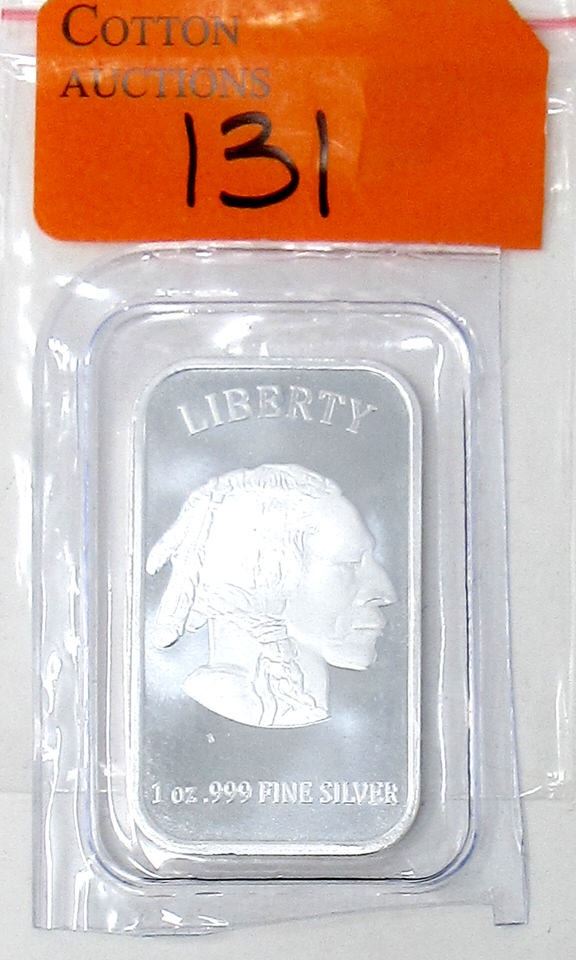 COTTON
AUCTIONS
131
LIBERTY
1 oz .999 FINE SILVER